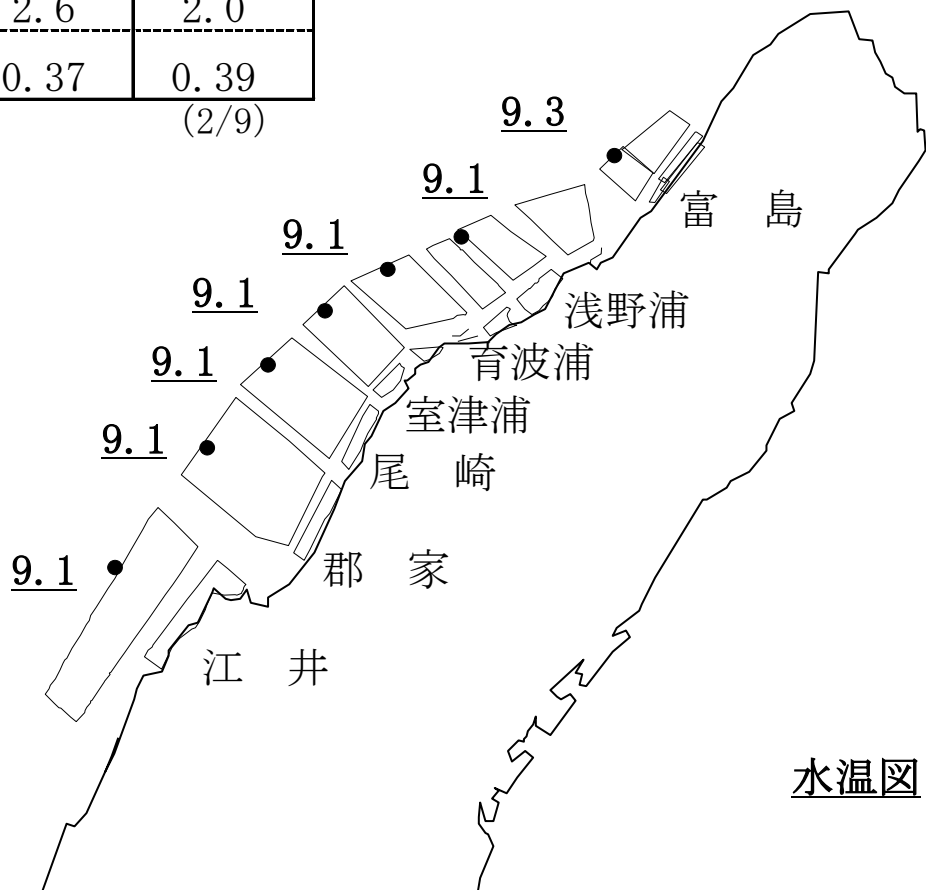 2.6 2.0
0.37 0.39
(2/9)
9.3
9.1
富 島
9.1
9.1
浅野浦
9.1
育波浦
室津浦
9.1
尾 崎
9.1
郡 家
江 井
水温図